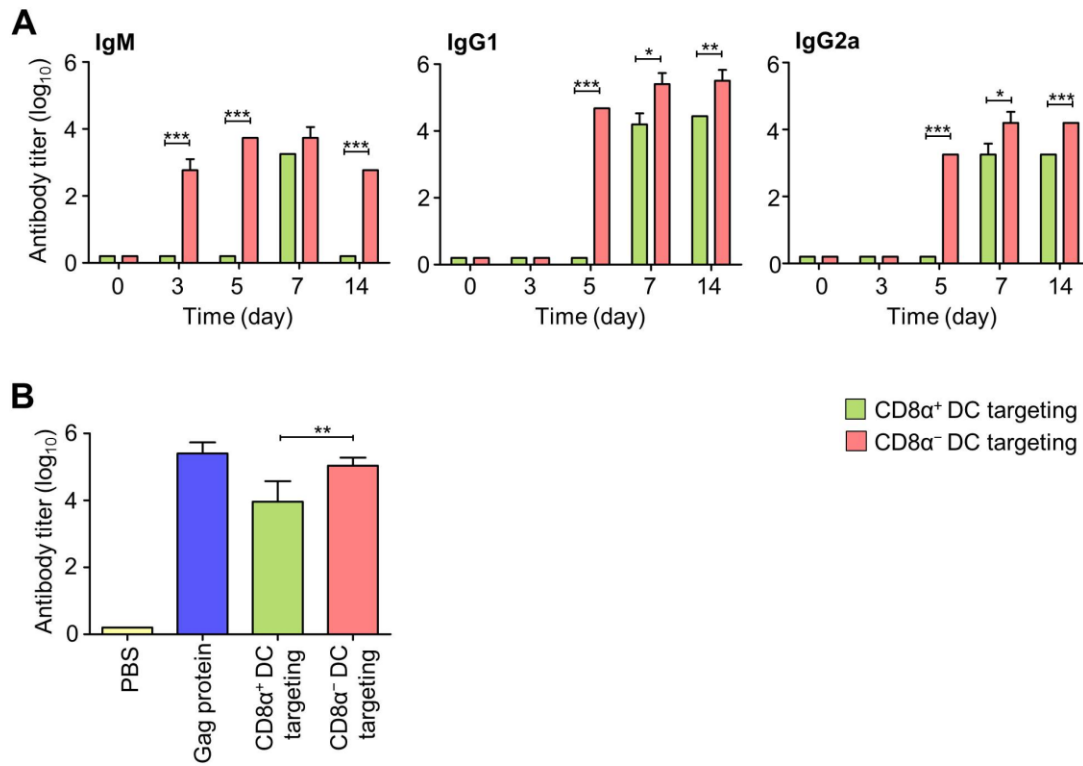 A
IgM
Antibody titer (log₁₀)
6
4
2
0
***
***
***
0 3 5 7 14
Time (day)
IgG1
6
4
2
0
***
*
**
0 3 5 7 14
Time (day)
IgG2a
6
4
2
0
***
*
***
0 3 5 7 14
Time (day)
B
Antibody titer (log₁₀)
6
4
2
0
**
PBS
Gag protein
CD8α⁺ DC
targeting
CD8α⁻ DC
targeting
CD8α⁺ DC targeting
CD8α⁻ DC targeting